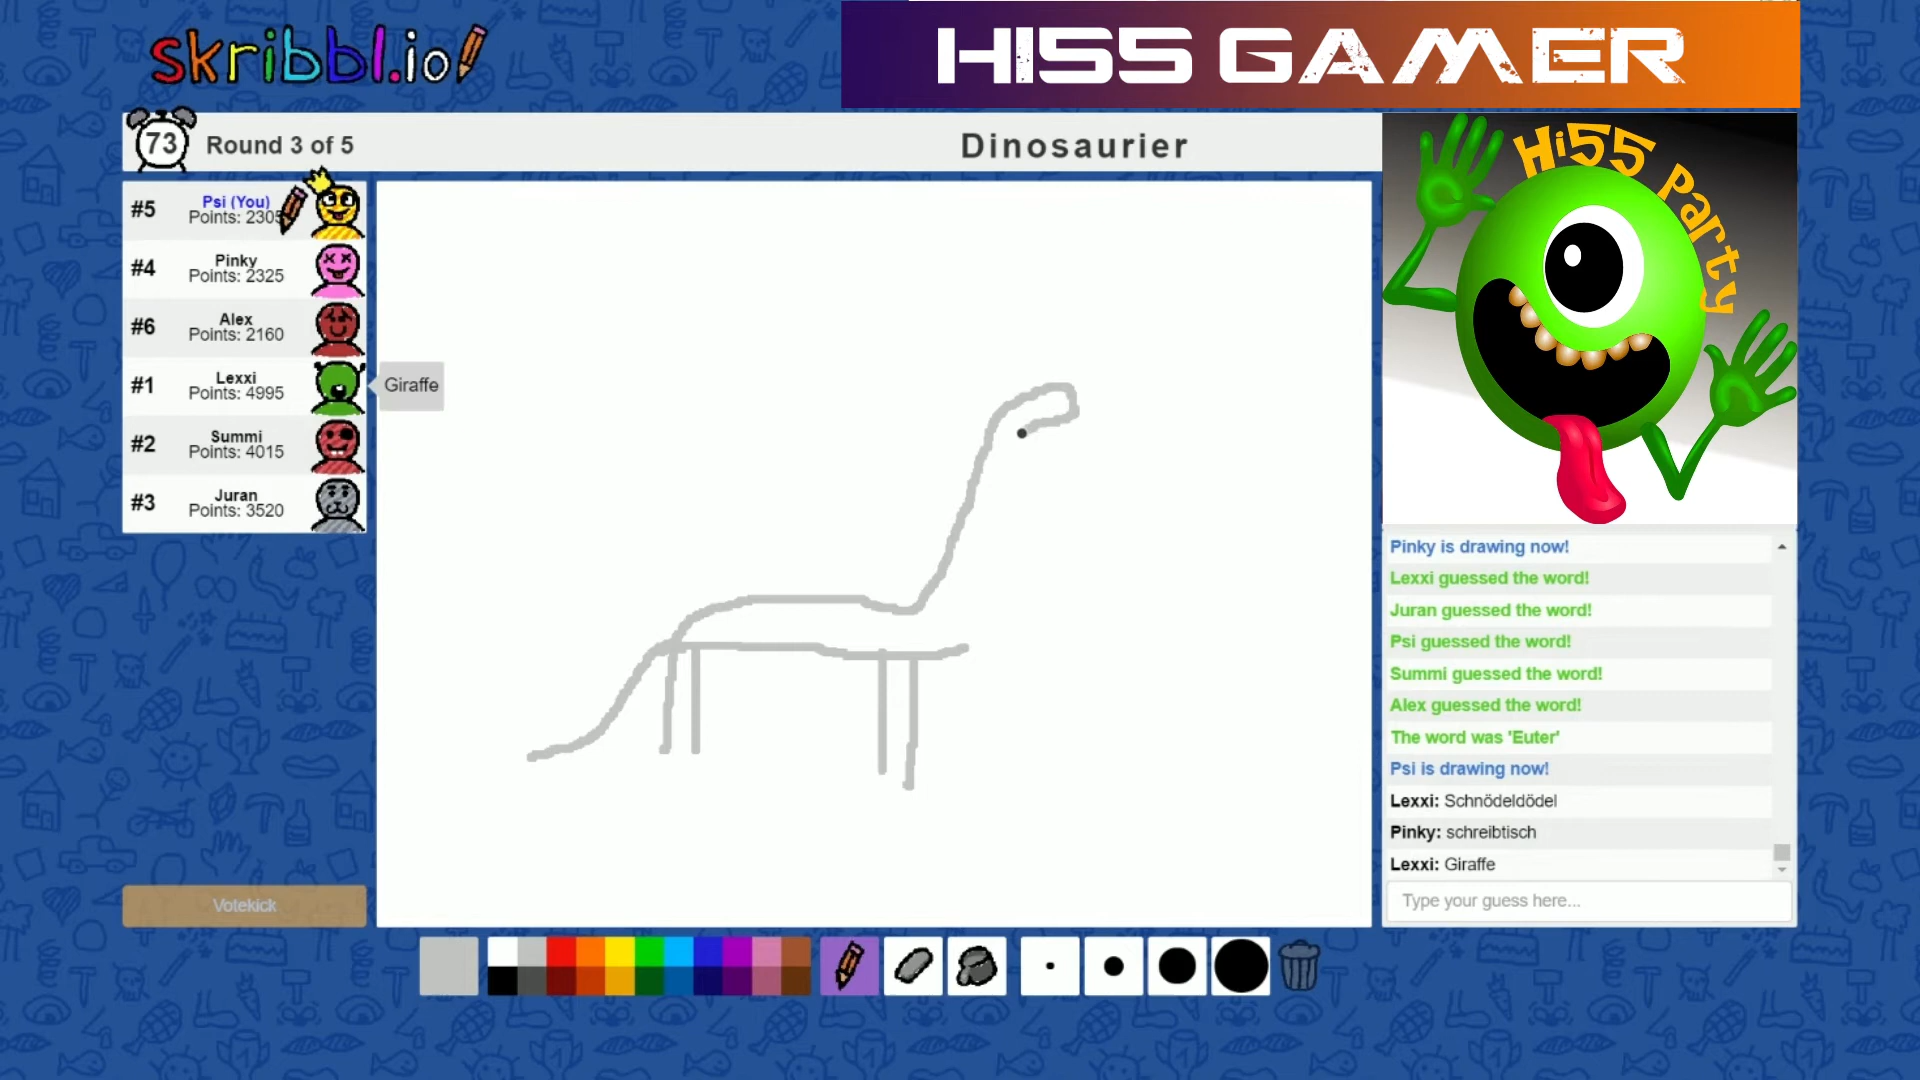 skribbl.io
HI55 GAMER
73
Round 3 of 5
Dinosaurier
Hi55 Party
#5
Psi (You)
Points: 2305
#4
Pinky
Points: 2325
#6
Alex
Points: 2160
#1
Lexxi
Points: 4995
Giraffe
#2
Summi
Points: 4015
#3
Juran
Points: 3520
Votekick
Pinky is drawing now!
Lexxi guessed the word!
Juran guessed the word!
Psi guessed the word!
Summi guessed the word!
Alex guessed the word!
The word was 'Euter'
Psi is drawing now!
Lexxi: Schnödeldödel
Pinky: schreibtisch
Lexxi: Giraffe
Type your guess here...